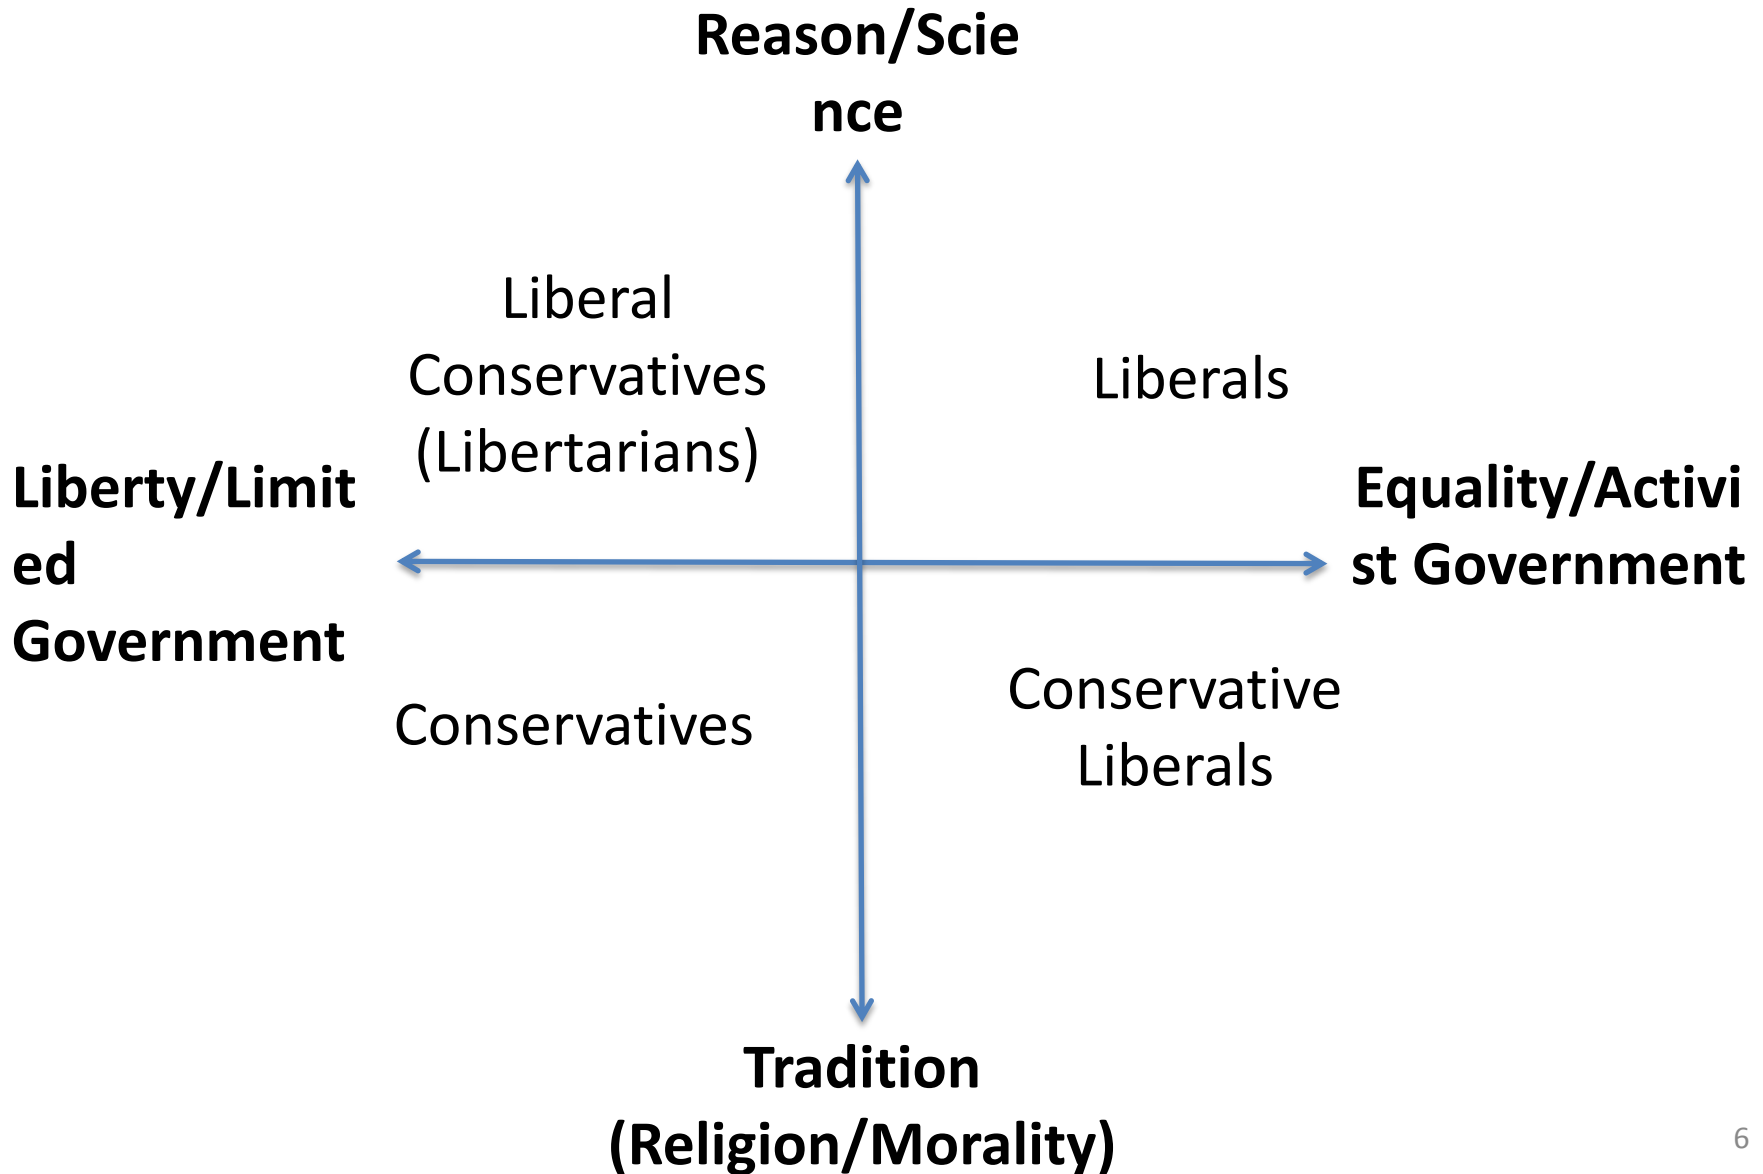 Reason/Scie
nce
Liberal
Conservatives
(Libertarians)
Liberals
Liberty/Limit
ed
Government
Equality/Activi
st Government
Conservatives
Conservative
Liberals
Tradition
(Religion/Morality)
6